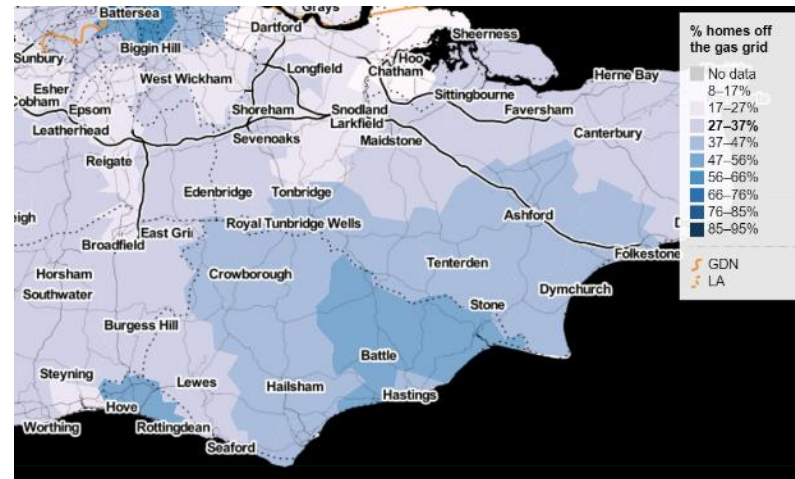 Battersea
Grays
Dartford
Sheerness
Biggin Hill
Sunbury
Hoo
Longfield
Chatham
West Wickham
Herne Bay
Esher
Sittingbourne
Cobham
Epsom
Shoreham
Snodland
Faversham
Larkfield
Leatherhead
Sevenoaks
Maidstone
Canterbury
Reigate
Edenbridge
Tonbridge
Ashford
eigh
Royal Tunbridge Wells
East Gri
D
Broadfield
Folkestone
Horsham
Crowborough
Tenterden
Southwater
Dymchurch
Stone
Burgess Hill
Battle
Steyning
Lewes
Hailsham
Hastings
Hove
Worthing
Rottingdean
Seaford
% homes off
the gas grid
No data
8–17%
17–27%
27–37%
37–47%
47–56%
56–66%
66–76%
76–85%
85–95%
GDN
LA